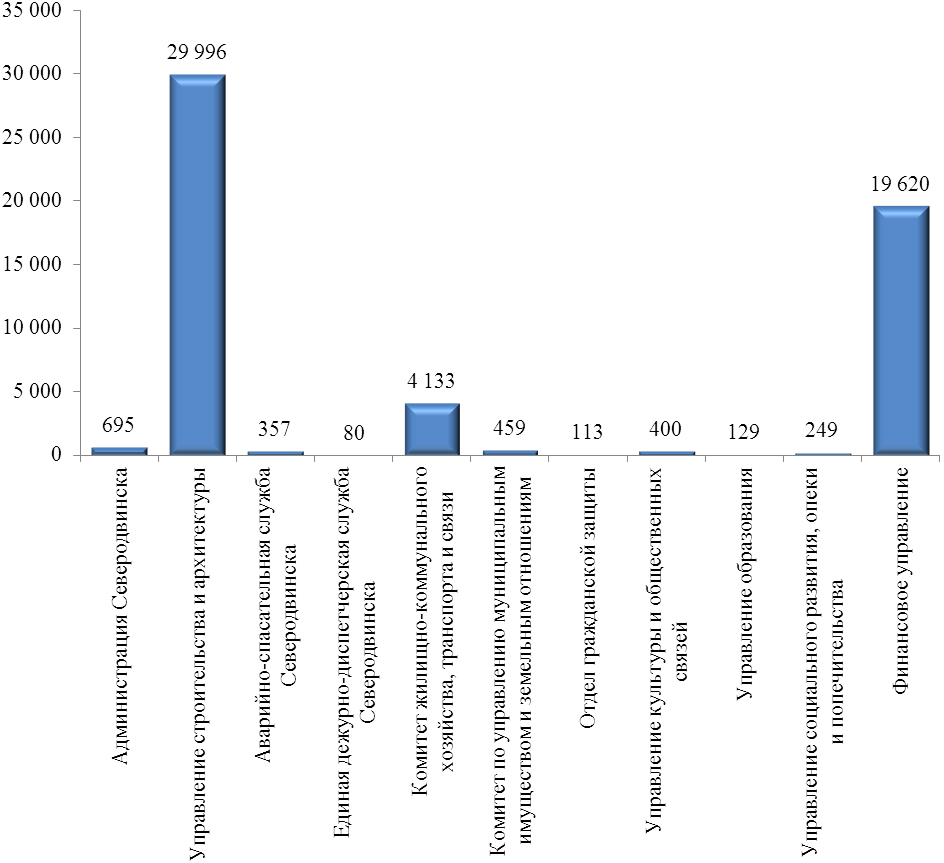 35 000
30 000
25 000
20 000
15 000
10 000
5 000
0
695
29 996
357
80
4 133
459
113
400
129
249
19 620
Администрация Северодвинска
Управление строительства и архитектуры
Аварийно-спасательная служба
Северодвинска
Единая дежурно-диспетчерская служба
Северодвинска
Комитет жилищно-коммунального
хозяйства, транспорта и связи
Комитет по управлению муниципальным
имуществом и земельным отношениям
Отдел гражданской защиты
Управление культуры и общественных
связей
Управление образования
Управление социального развития, опеки
и попечительства
Финансовое управление